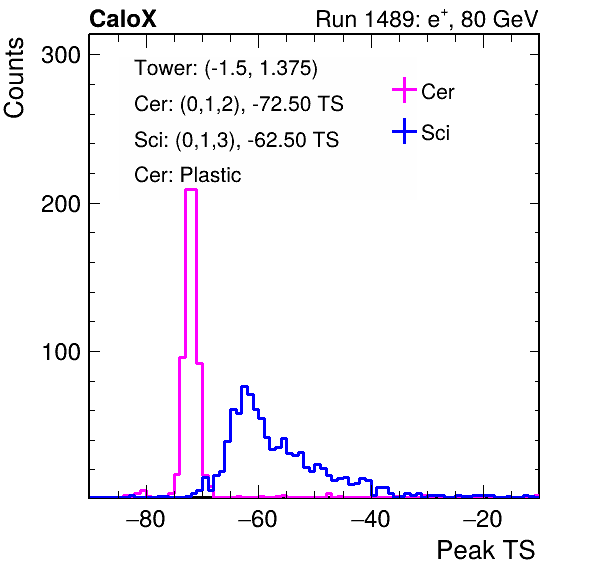 CaloX Run 1489: e⁺, 80 GeV
Counts
300
200
100
Tower: (-1.5, 1.375)
Cer: (0,1,2), -72.50 TS
Sci: (0,1,3), -62.50 TS
Cer: Plastic
Cer
Sci
−80 −60 −40 −20
Peak TS